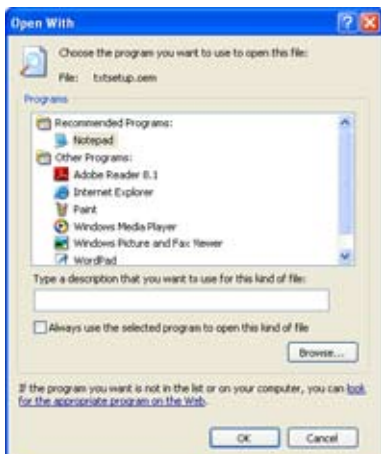 Open With
Choose the program you want to use to open this file:
File: txtsetup.oem
Programs
Recommended Programs:
Notepad
Other Programs:
Adobe Reader 8.1
Internet Explorer
Paint
Windows Media Player
Windows Picture and Fax Viewer
WordPad
Type a description that you want to use for this kind of file:
Always use the selected program to open this kind of file
Browse...
If the program you want is not in the list or on your computer, you can look
for the appropriate program on the Web.
OK
Cancel